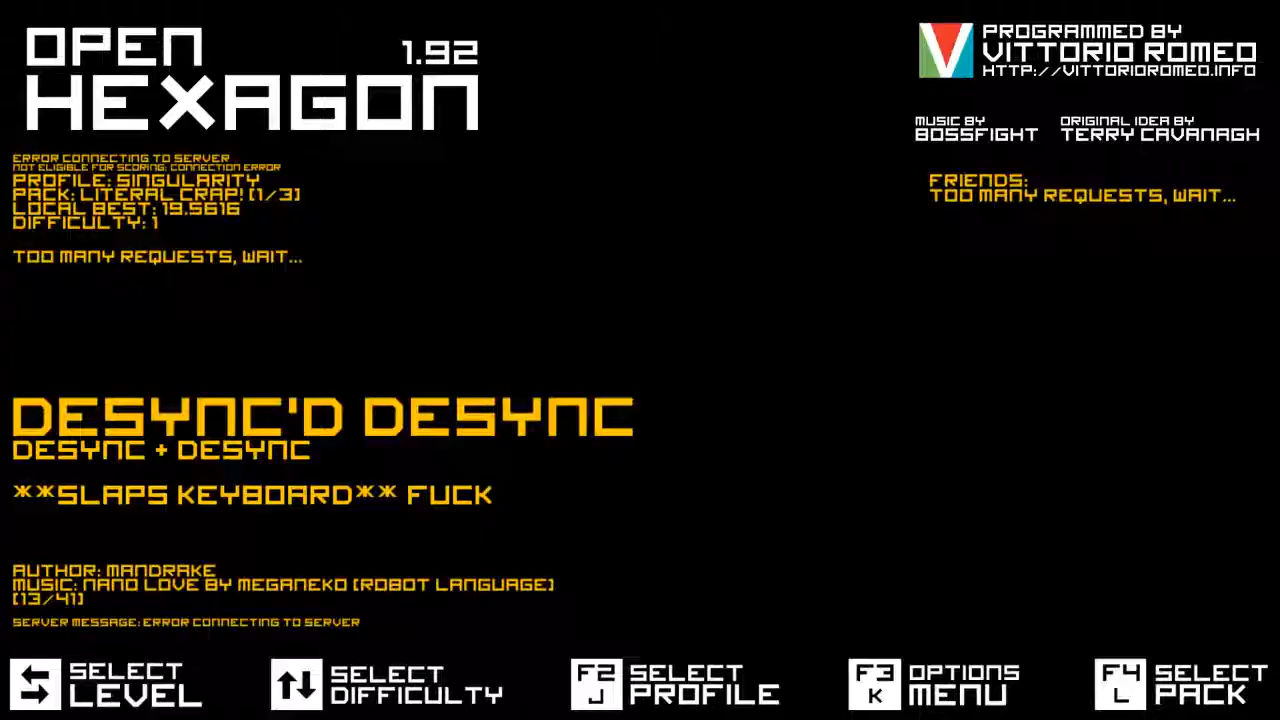 OPEN
HEXAGON
1.92
PROGRAMMED BY
VITTORIO ROMEO
HTTP://VITTORIOROMEO.INFO
MUSIC BY
BOSSFIGHT
ORIGINAL IDEA BY
TERRY CAVANAGH
ERROR CONNECTING TO SERVER
NOT ELIGIBLE FOR SCORING: CONNECTION ERROR
PROFILE: SINGULARITY
PACK: LITERAL CRAP! (1/3)
LOCAL BEST: 19.5616
DIFFICULTY: 1
TOO MANY REQUESTS, WAIT...
FRIENDS:
TOO MANY REQUESTS, WAIT...
DESYNC'D DESYNC
DESYNC + DESYNC
**SLAPS KEYBOARD** FUCK
AUTHOR: MANDRAKE
MUSIC: NANO LOVE BY MEGANEKO (ROBOT LANGUAGE)
(13/41)
SERVER MESSAGE: ERROR CONNECTING TO SERVER
SELECT
LEVEL
SELECT
DIFFICULTY
F2
J
SELECT
PROFILE
F3
K
OPTIONS
MENU
F4
L
SELECT
PACK